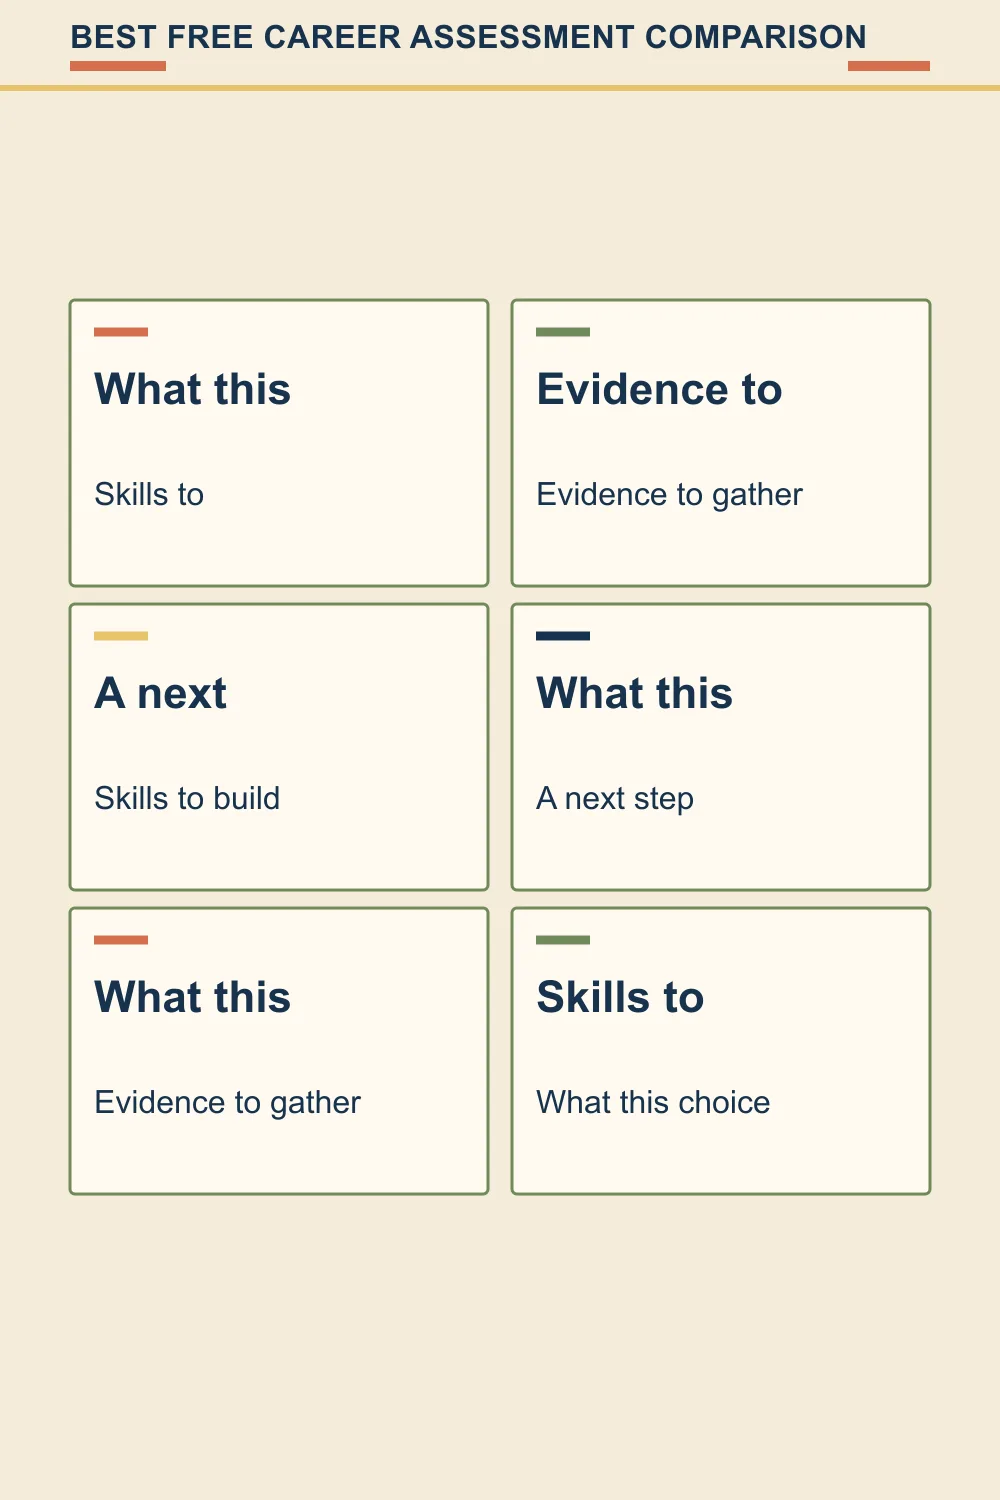 BEST FREE CAREER ASSESSMENT COMPARISON
What this
Skills to
Evidence to
Evidence to gather
A next
Skills to build
What this
A next step
What this
Evidence to gather
Skills to
What this choice